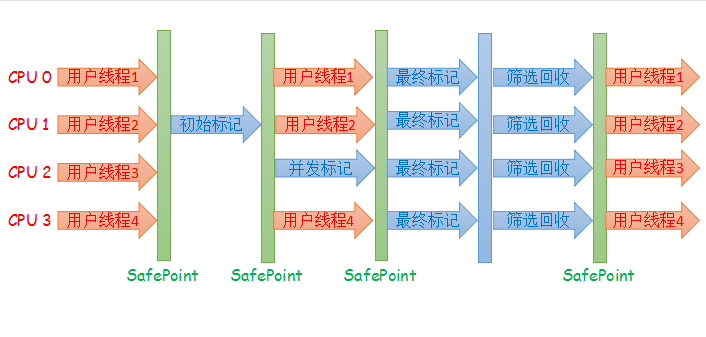 CPU 0 用户线程1 用户线程1 最终标记 筛选回收 用户线程1
CPU 1 用户线程2 初始标记 用户线程2 最终标记 筛选回收 用户线程2
CPU 2 用户线程3 并发标记 最终标记 筛选回收 用户线程3
CPU 3 用户线程4 用户线程4 最终标记 筛选回收 用户线程4
SafePoint SafePoint SafePoint SafePoint